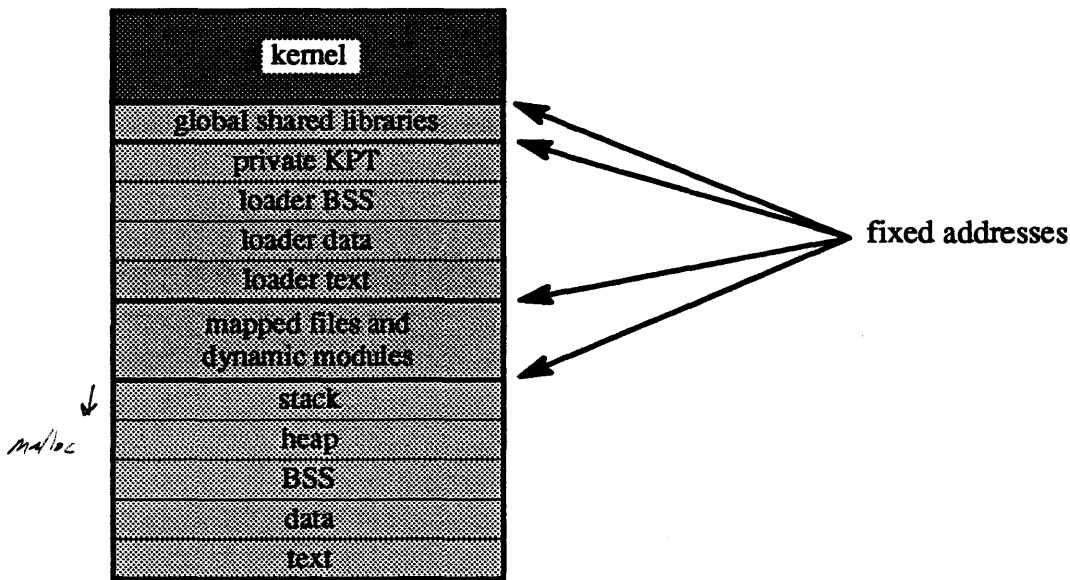 kernel
global shared libraries
private KPT
loader BSS
loader data
loader text
mapped files and
dynamic modules
stack
heap
BSS
data
text
fixed addresses
malloc